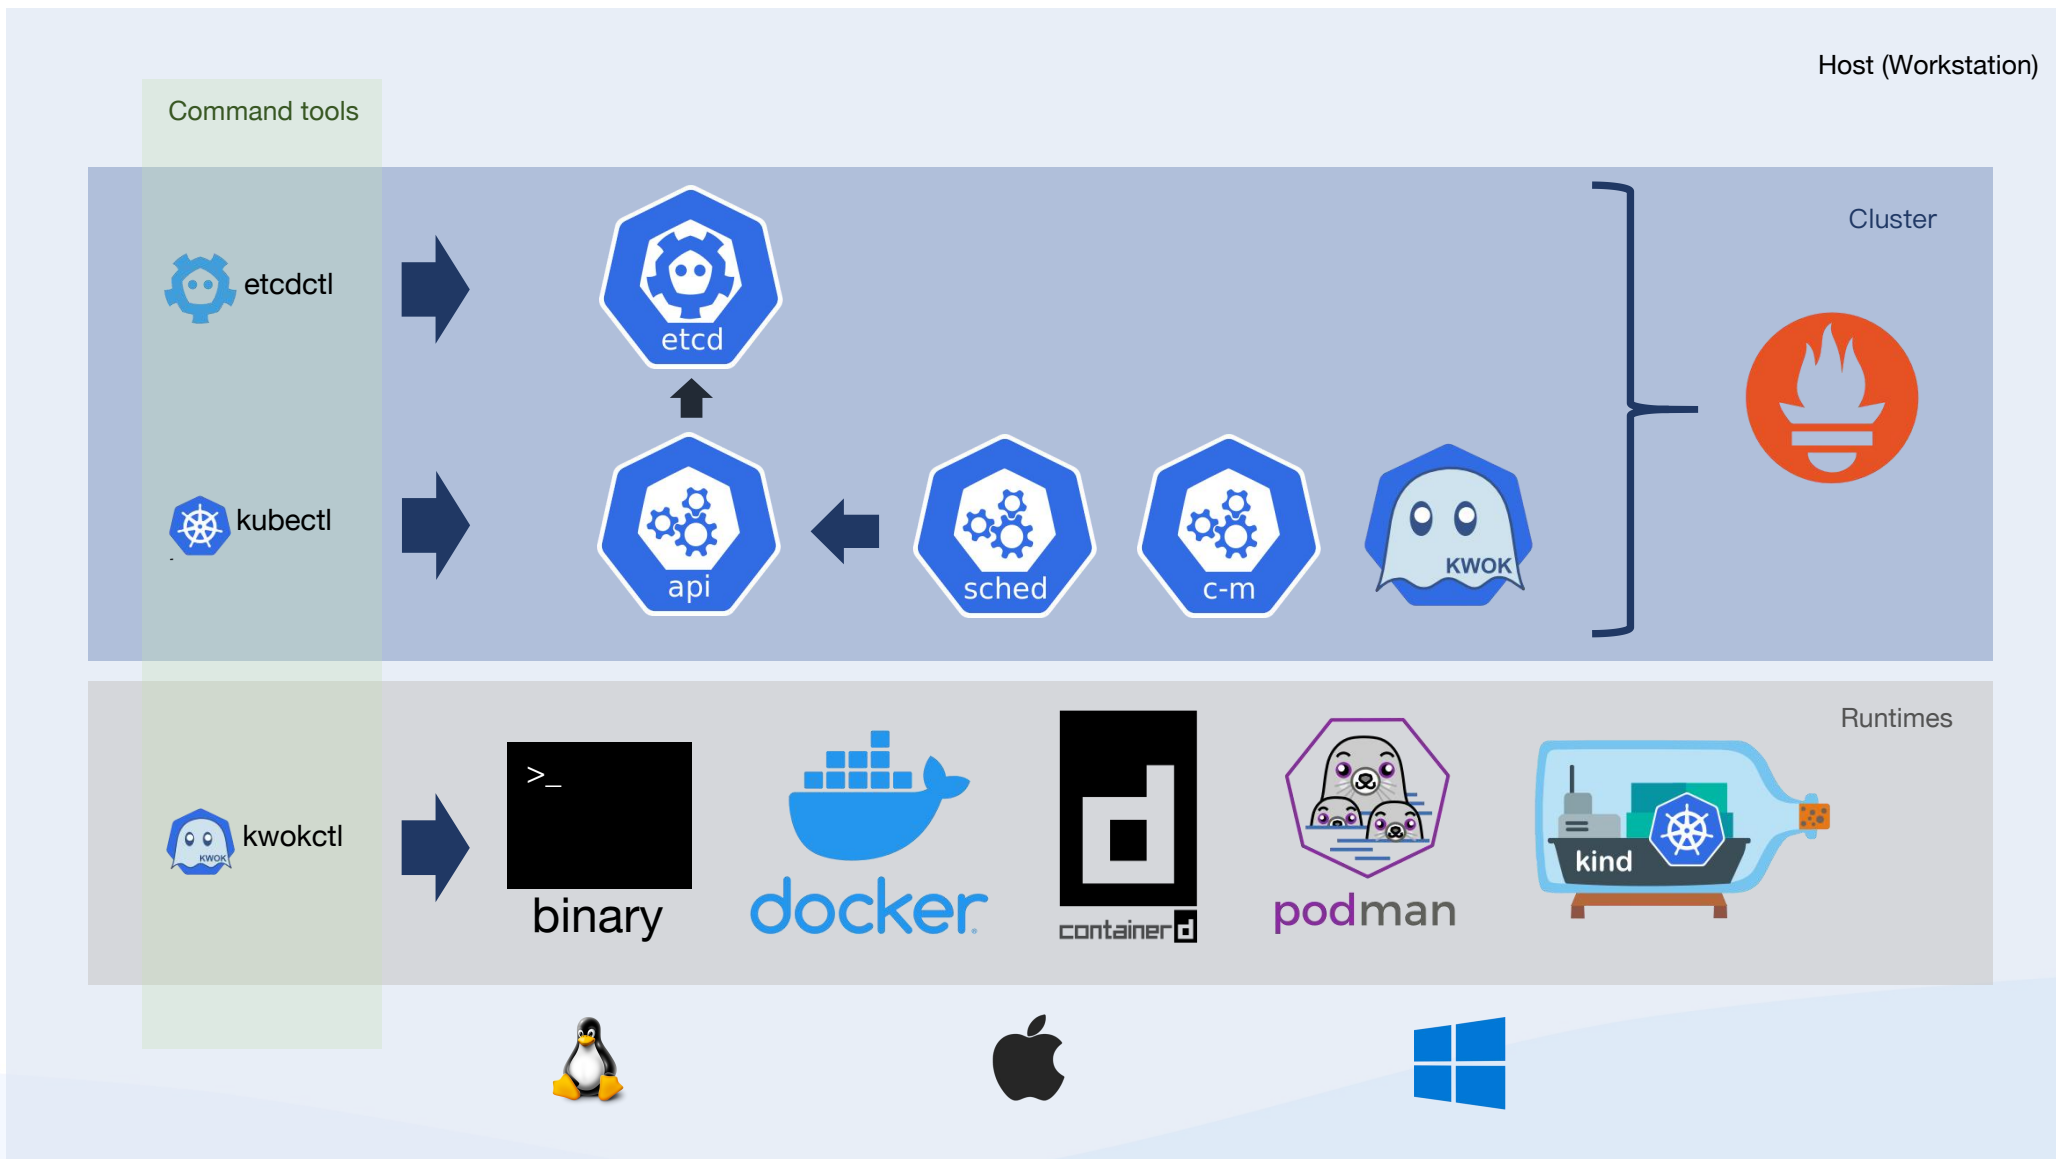 Host (Workstation)
Command tools
Cluster
etcdctl
etcd
kubectl
api
sched
c-m
KWOK
Runtimes
kwokctl
KWOK
>_
binary
docker
containerd
podman
kind